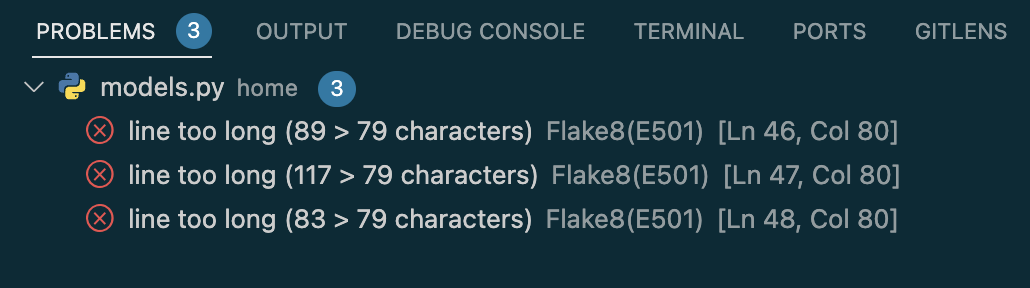 PROBLEMS 3 OUTPUT DEBUG CONSOLE TERMINAL PORTS GITLENS
models.py home 3
line too long (89 > 79 characters) Flake8(E501) [Ln 46, Col 80]
line too long (117 > 79 characters) Flake8(E501) [Ln 47, Col 80]
line too long (83 > 79 characters) Flake8(E501) [Ln 48, Col 80]